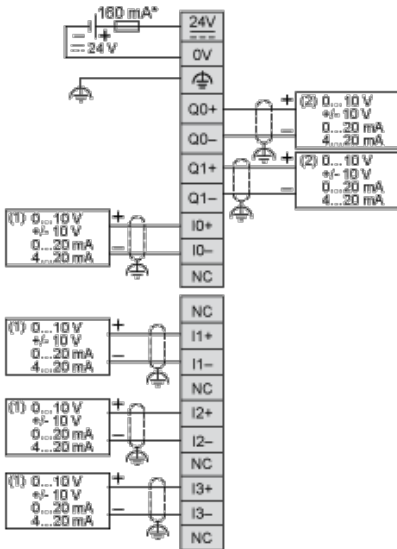 160 mA*
24 V
24V
0V
Q0+
Q0–
Q1+
Q1–
I0+
I0–
NC
+ (2) 0...10 V
+/- 10 V
0...20 mA
– 4...20 mA
+ (2) 0...10 V
+/- 10 V
0...20 mA
– 4...20 mA
(1) 0...10 V +
+/- 10 V
0...20 mA
4...20 mA –
NC
I1+
I1–
NC
I2+
I2–
NC
I3+
I3–
NC
(1) 0...10 V +
+/- 10 V
0...20 mA
4...20 mA –
(1) 0...10 V +
+/- 10 V
0...20 mA
4...20 mA –
(1) 0...10 V +
+/- 10 V
0...20 mA
4...20 mA –